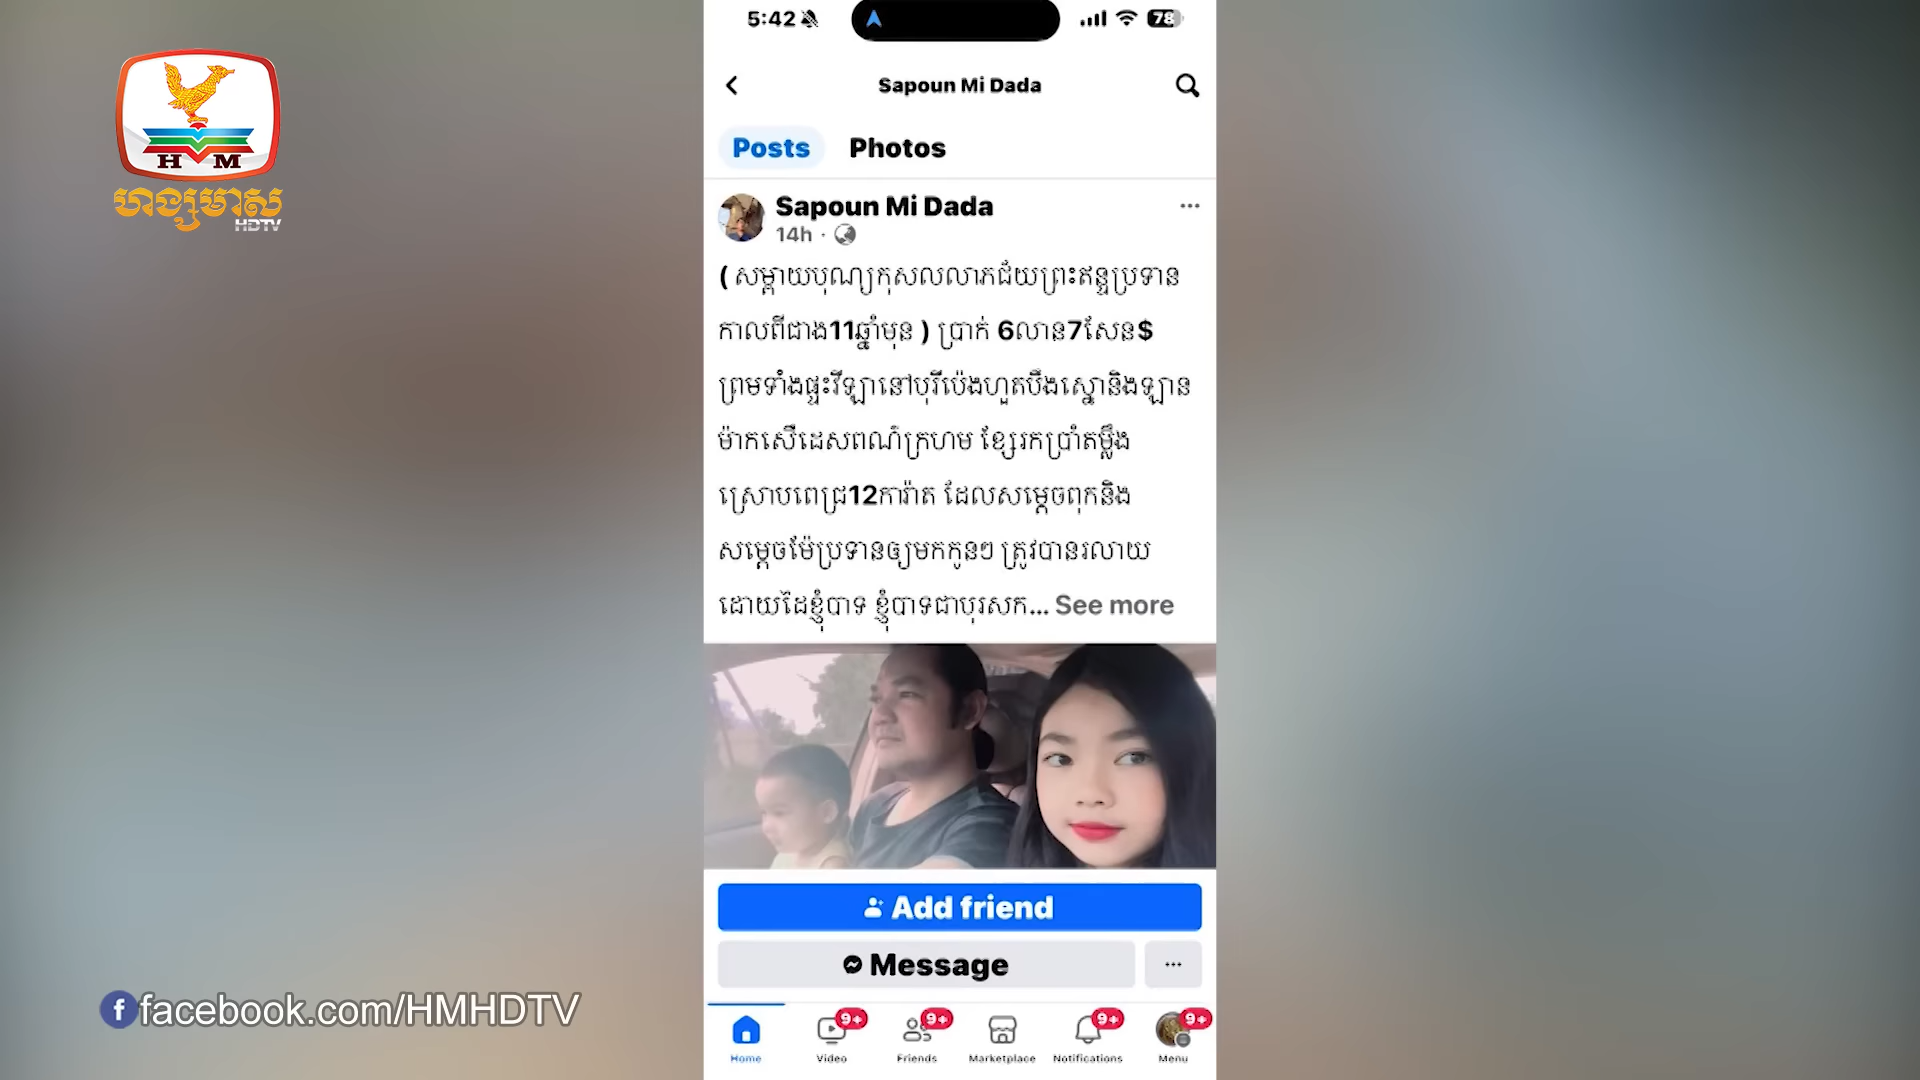 5:42
78
Sapoun Mi Dada
Posts Photos
Sapoun Mi Dada
14h ·
( សម្ពាយបុណ្យកុសលលាភជ័យព្រះឥន្ទប្រទាន
កាលពីជាង11ឆ្នាំមុន ) ប្រាក់ 6លាន7សែន$
ព្រមទាំងផ្ទះវីឡានៅបុរីប៉េងហួតបឹងស្នោនិងឡាន
ម៉ាកសើដេសពណ៌ក្រហម ខ្សែរកប្រាំតម្លឹង
ស្រោបពេជ្រ12ការ៉ាត ដែលសម្តេចពុកនិង
សម្តេចម៉ែប្រទានឲ្យមកកូនៗ ត្រូវបានរលាយ
ដោយដៃខ្ញុំបាទ ខ្ញុំបាទជាបុរសក... See more
Add friend
Message
9+ 9+ 9+ 9+
Home Video Friends Marketplace Notifications Menu
HM
ហង្សមាស
HDTV
facebook.com/HMHDTV